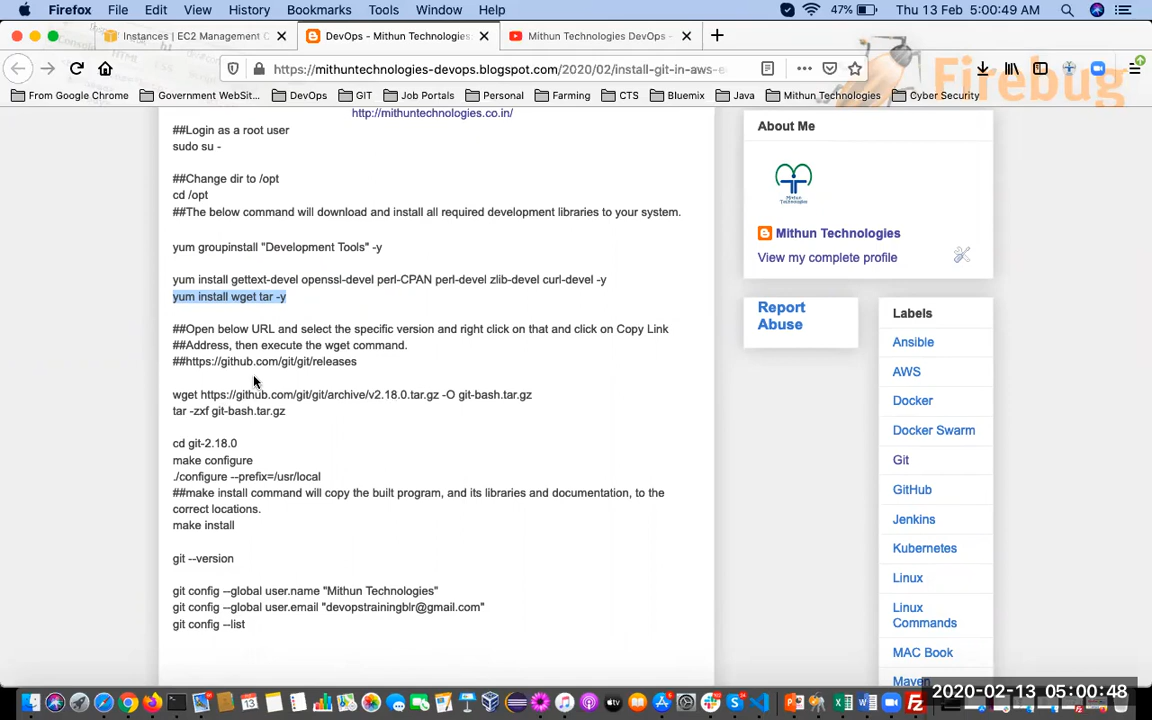 Firefox File Edit View History Bookmarks Tools Window Help 47% Thu 13 Feb 5:00:49 AM
Instances | EC2 Management C
DevOps - Mithun Technologies:
Mithun Technologies DevOps -
https://mithuntechnologies-devops.blogspot.com/2020/02/install-git-in-aws-e
Firebug
From Google Chrome Government WebSit... DevOps GIT Job Portals Personal Farming CTS Bluemix Java Mithun Technologies Cyber Security
http://mithuntechnologies.co.in/
##Login as a root user
sudo su -
##Change dir to /opt
cd /opt
##The below command will download and install all required development libraries to your system.
yum groupinstall "Development Tools" -y
yum install gettext-devel openssl-devel perl-CPAN perl-devel zlib-devel curl-devel -y
yum install wget tar -y
##Open below URL and select the specific version and right click on that and click on Copy Link
##Address, then execute the wget command.
##https://github.com/git/git/releases
wget https://github.com/git/git/archive/v2.18.0.tar.gz -O git-bash.tar.gz
tar -zxf git-bash.tar.gz
cd git-2.18.0
make configure
./configure --prefix=/usr/local
##make install command will copy the built program, and its libraries and documentation, to the
correct locations.
make install
git --version
git config --global user.name "Mithun Technologies"
git config --global user.email "devopstrainingblr@gmail.com"
git config --list
About Me
Mithun
Technologies
Mithun Technologies
View my complete profile
Report
Abuse
Labels
Ansible
AWS
Docker
Docker Swarm
Git
GitHub
Jenkins
Kubernetes
Linux
Linux
Commands
MAC Book
Maven
2020-02-13 05:00:48